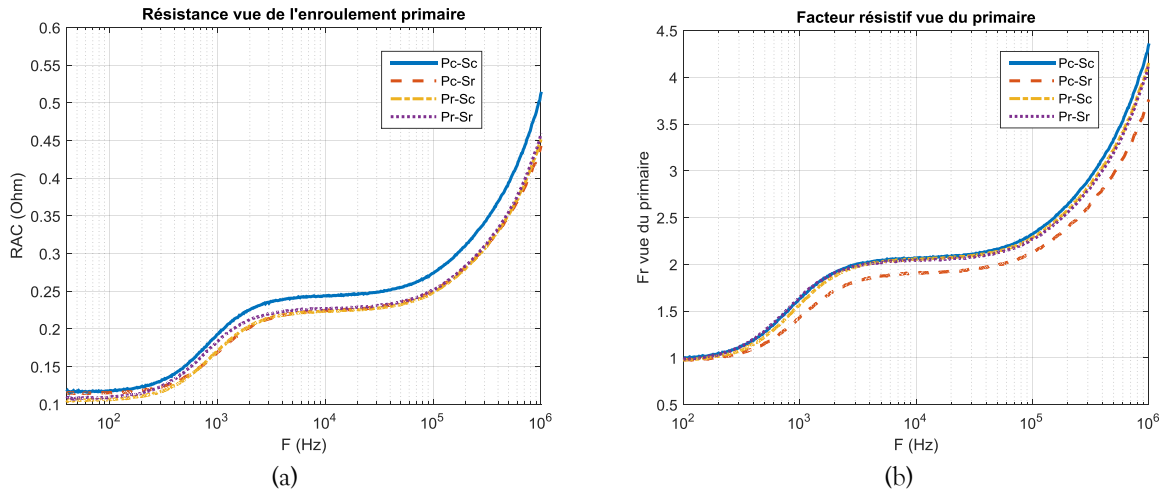 Résistance vue de l'enroulement primaire
0.6
0.55
0.5
0.45
0.4
0.35
0.3
0.25
0.2
0.15
0.1
RAC (Ohm)
Pc-Sc
Pc-Sr
Pr-Sc
Pr-Sr
10^2
10^3
10^4
10^5
10^6
F (Hz)
(a)
Facteur résistif vue du primaire
4.5
4
3.5
3
2.5
2
1.5
1
0.5
Fr vue du primaire
Pc-Sc
Pc-Sr
Pr-Sc
Pr-Sr
10^2
10^3
10^4
10^5
10^6
F (Hz)
(b)